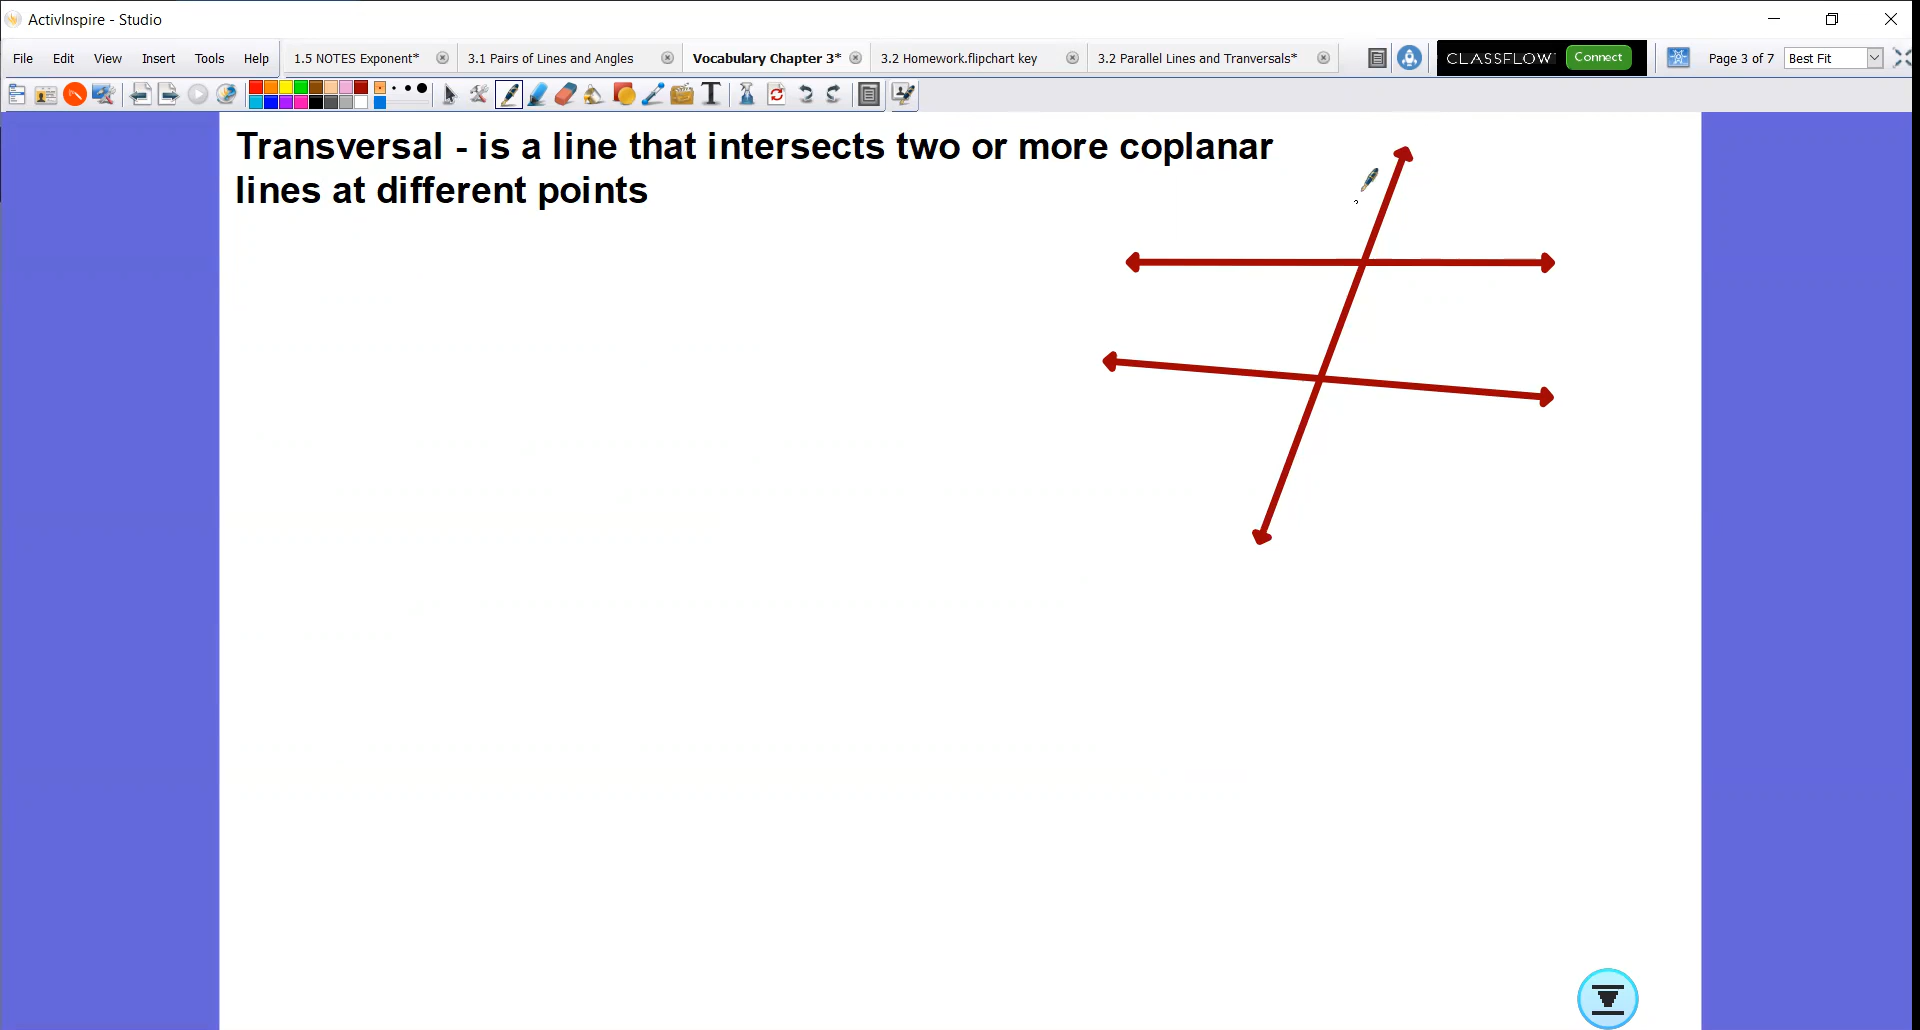 ActivInspire - Studio
File Edit View Insert Tools Help 1.5 NOTES Exponent* 3.1 Pairs of Lines and Angles Vocabulary Chapter 3* 3.2 Homework.flipchart key 3.2 Parallel Lines and Tranversals* CLASSFLOW Connect Page 3 of 7 Best Fit
Transversal - is a line that intersects two or more coplanar
lines at different points